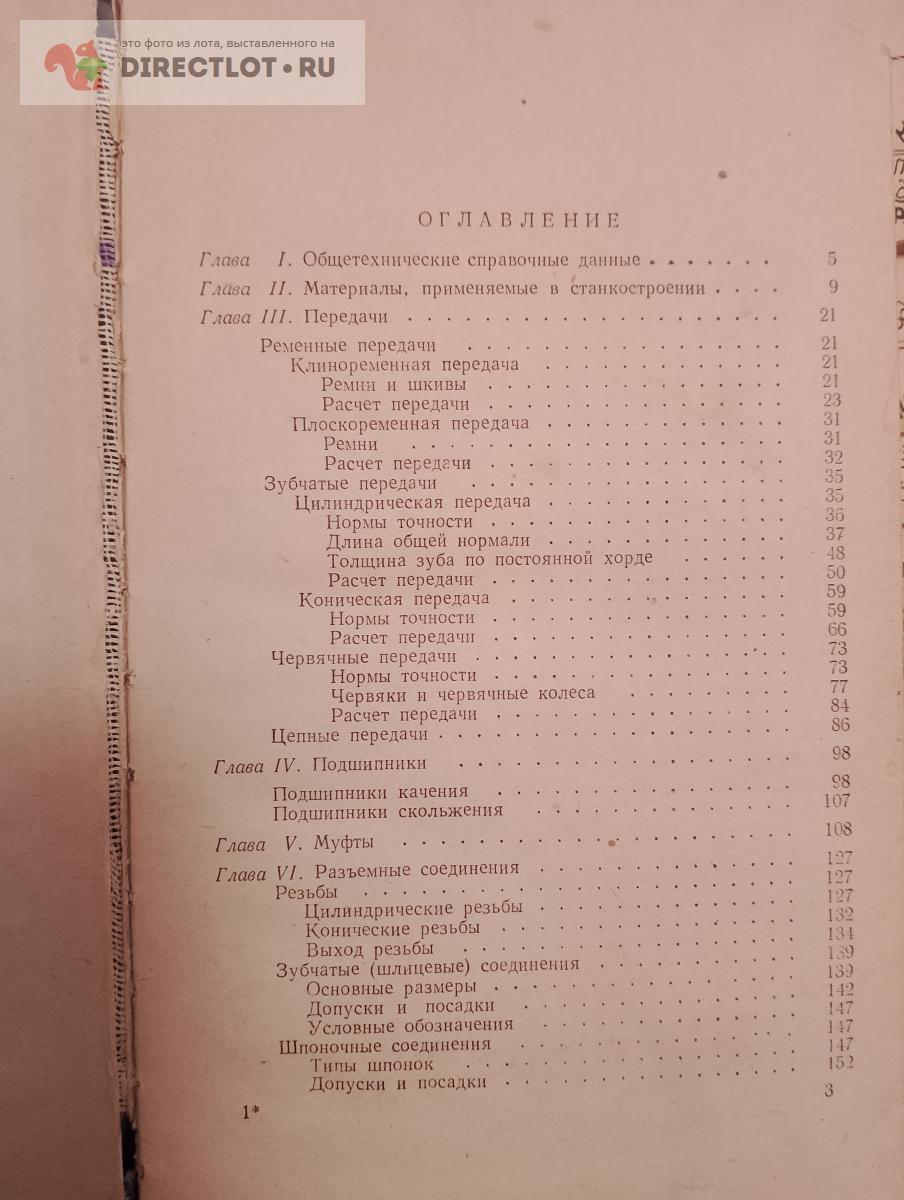 это фото из лота, выставленного на
DIRECTLOT.RU
ОГЛАВЛЕНИЕ
Глава I. Общетехнические справочные данные . . . . . . . 5
Глава II. Материалы, применяемые в станкостроении . . . . 9
Глава III. Передачи . . . . . . . . . . . . . . . . 21
Ременные передачи . . . . . . . . . . . . . . 21
Клиноременная передача . . . . . . . . . . . 21
Ремни и шкивы . . . . . . . . . . . . . . 21
Расчет передачи . . . . . . . . . . . . . . 23
Плоскоременная передача . . . . . . . . . . . 31
Ремни . . . . . . . . . . . . . . . . . 31
Расчет передачи . . . . . . . . . . . . . . 32
Зубчатые передачи . . . . . . . . . . . . . . 35
Цилиндрическая передача . . . . . . . . . . . 35
Нормы точности . . . . . . . . . . . . . . 36
Длина общей нормали . . . . . . . . . . . 37
Толщина зуба по постоянной хорде . . . . . . 48
Расчет передачи . . . . . . . . . . . . . . 50
Коническая передача . . . . . . . . . . . . . 59
Нормы точности . . . . . . . . . . . . . . 59
Расчет передачи . . . . . . . . . . . . . . 66
Червячные передачи . . . . . . . . . . . . . . 73
Нормы точности . . . . . . . . . . . . . . 73
Червяки и червячные колеса . . . . . . . . 77
Расчет передачи . . . . . . . . . . . . . . 84
Цепные передачи . . . . . . . . . . . . . . . . 86
Глава IV. Подшипники . . . . . . . . . . . . . . . 98
Подшипники качения . . . . . . . . . . . . . 98
Подшипники скольжения . . . . . . . . . . . 107
Глава V. Муфты . . . . . . . . . . . . . . . . . . 108
Глава VI. Разъемные соединения . . . . . . . . . . . 127
Резьбы . . . . . . . . . . . . . . . . . . . 127
Цилиндрические резьбы . . . . . . . . . . . 127
Конические резьбы . . . . . . . . . . . . . 132
Выход резьбы . . . . . . . . . . . . . . . 134
Зубчатые (шлицевые) соединения . . . . . . . . 139
Основные размеры . . . . . . . . . . . . . 139
Допуски и посадки . . . . . . . . . . . . 142
Условные обозначения . . . . . . . . . . . 147
Шпоночные соединения . . . . . . . . . . . . . 147
Типы шпонок . . . . . . . . . . . . . . . 147
Допуски и посадки . . . . . . . . . . . . . 152
1* 3